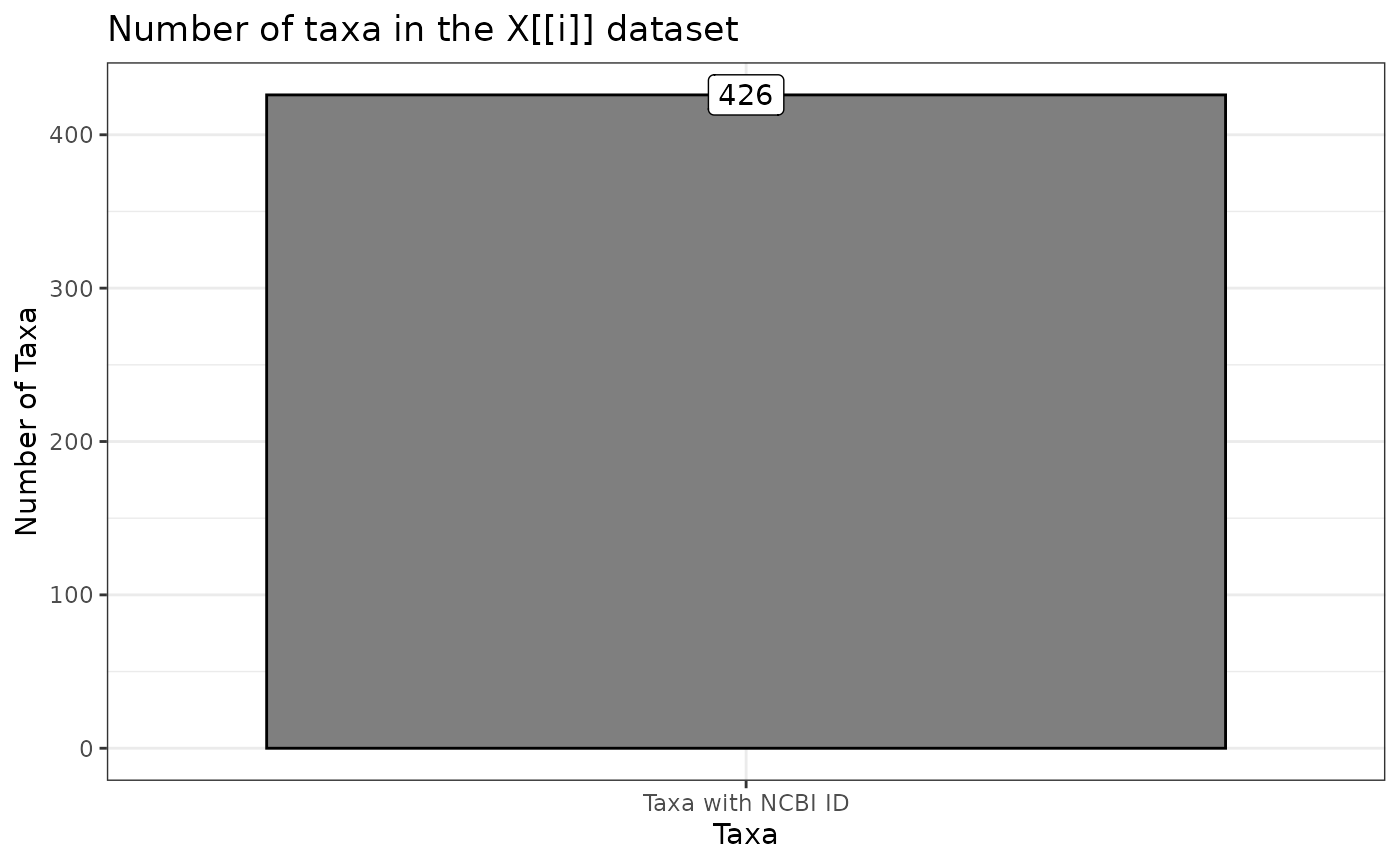 Number of taxa in the X[[i]] dataset
426
400
300
200
100
0
Number of Taxa
Taxa with NCBI ID
Taxa